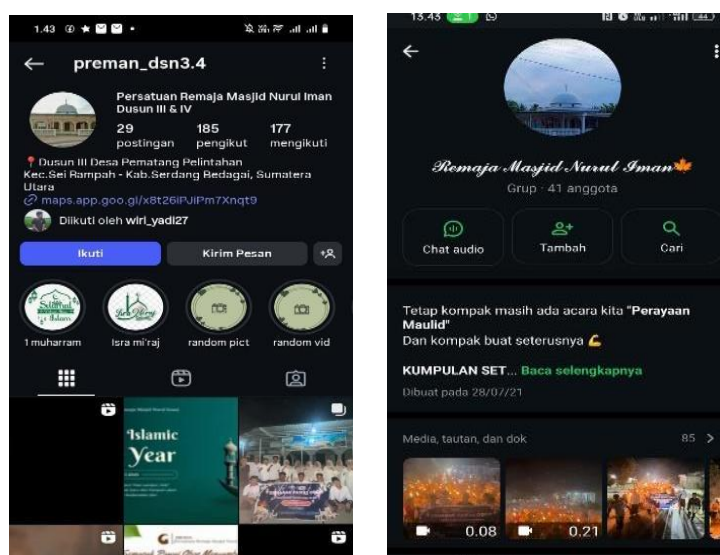 1.43
preman_dsn3.4
Persatuan Remaja Masjid Nurul Iman
Dusun III & IV
29 185 177
postingan pengikut mengikuti
Dusun III Desa Pematang Pelintahan
Kec.Sei Rampah - Kab.Serdang Bedagai, Sumatera
Utara
maps.app.goo.gl/x8t26iPJiPm7Xnqt9
Diikuti oleh wiri_yadi27
Ikuti Kirim Pesan
1 muharram Isra mi'raj random pict random vid
Islamic
Year
13.43
Remaja Masjid Nurul Iman🍁
Grup · 41 anggota
Chat audio Tambah Cari
Tetap kompak masih ada acara kita "Perayaan
Maulid"
Dan kompak buat seterusnya 💪
KUMPULAN SET... Baca selengkapnya
Dibuat pada 28/07/21
Media, tautan, dan dok 85 >
0.08 0.21